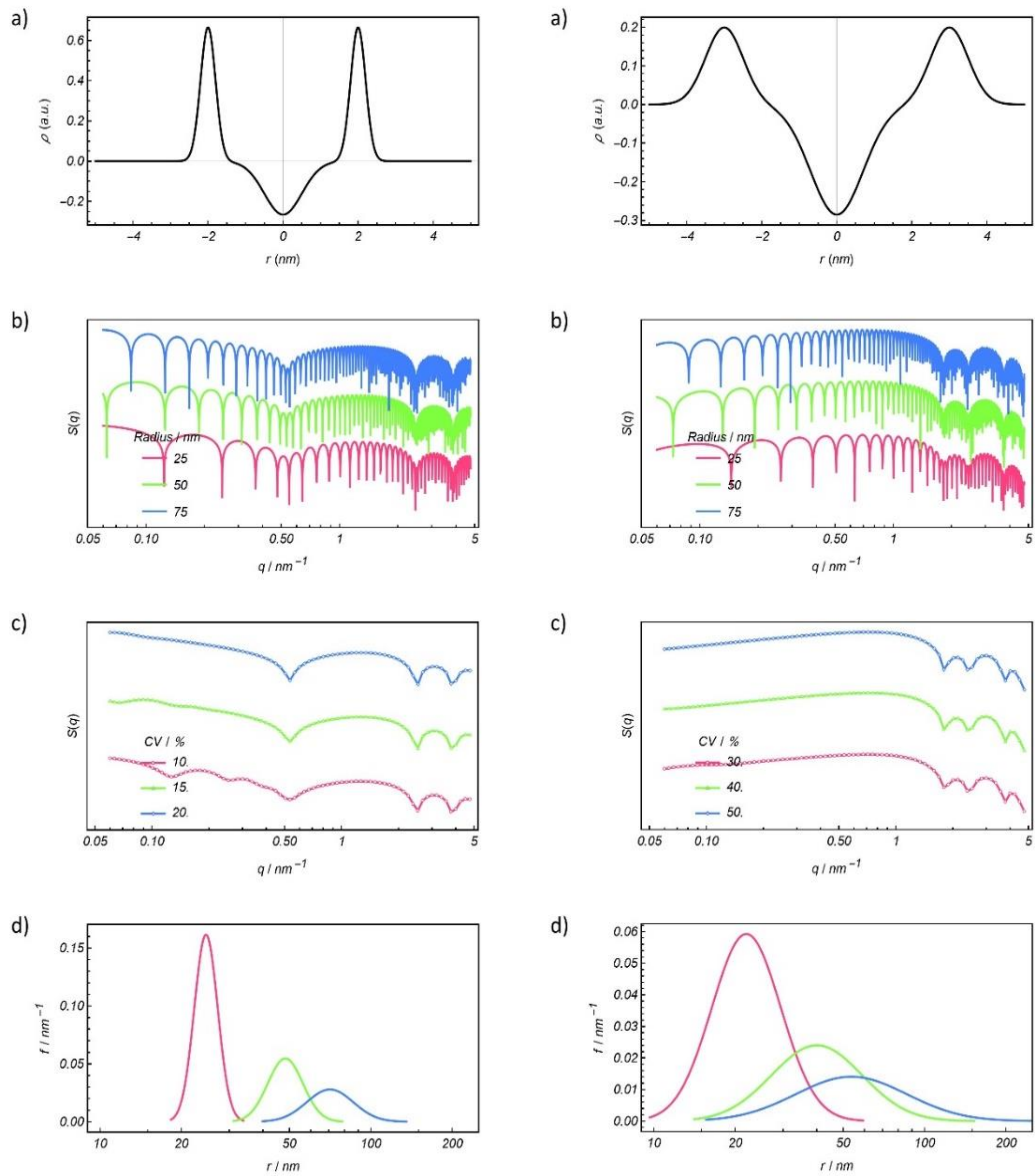 a)
0.6
0.4
0.2
0.0
−0.2
ρ (a.u.)
−4 −2 0 2 4
r (nm)
a)
0.2
0.1
0.0
−0.1
−0.2
−0.3
ρ (a.u.)
−4 −2 0 2 4
r (nm)
b)
S(q)
Radius / nm
25
50
75
0.05 0.10 0.50 1 5
q / nm−1
b)
S(q)
Radius / nm
25
50
75
0.05 0.10 0.50 1 5
q / nm−1
c)
S(q)
CV / %
10.
15.
20.
0.05 0.10 0.50 1 5
q / nm−1
c)
S(q)
CV / %
30.
40.
50.
0.05 0.10 0.50 1 5
q / nm−1
d)
0.15
0.10
0.05
0.00
f / nm−1
10 20 50 100 200
r / nm
d)
0.06
0.05
0.04
0.03
0.02
0.01
0.00
f / nm−1
10 20 50 100 200
r / nm